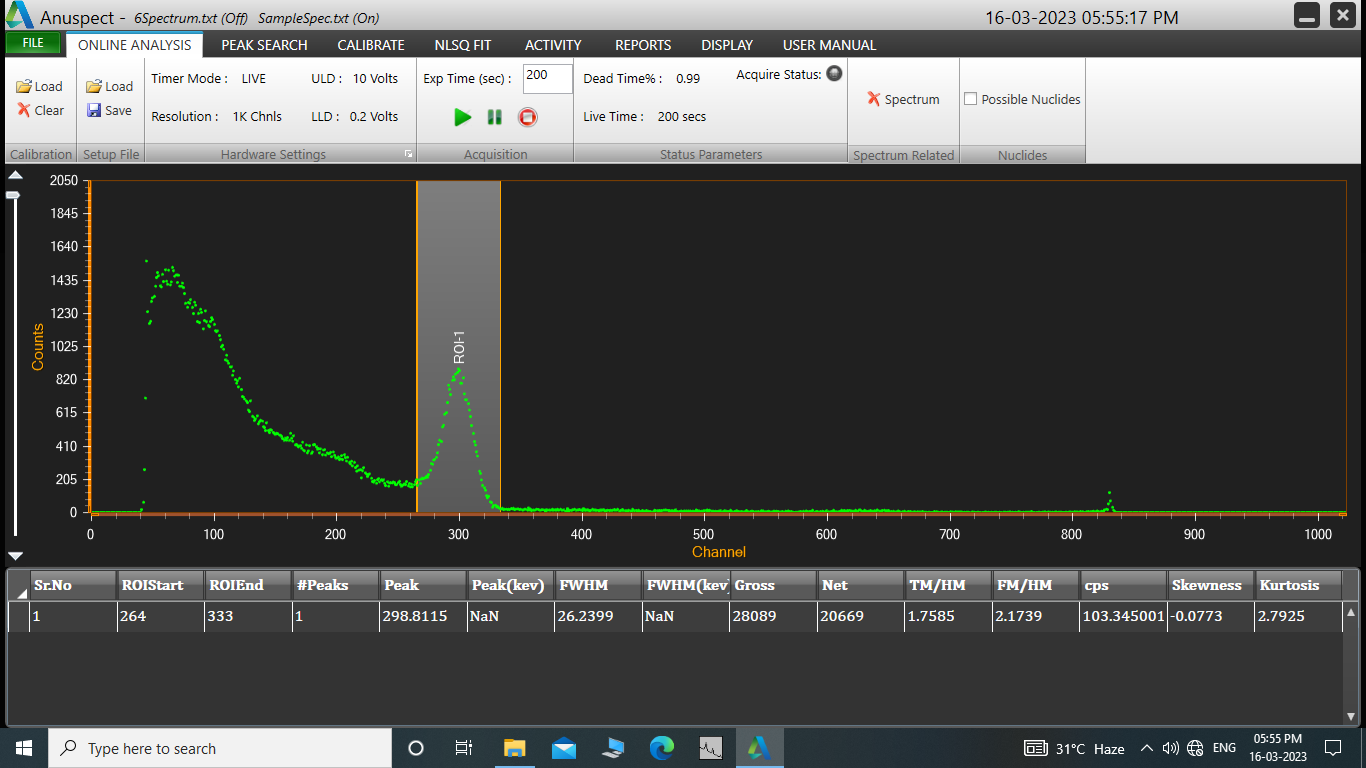 Anuspect - 6Spectrum.txt (Off) SampleSpec.txt (On) 16-03-2023 05:55:17 PM
FILE ONLINE ANALYSIS PEAK SEARCH CALIBRATE NLSQ FIT ACTIVITY REPORTS DISPLAY USER MANUAL
Load Load Timer Mode : LIVE ULD : 10 Volts Exp Time (sec) : 200 Dead Time% : 0.99 Acquire Status:
Clear Save Resolution : 1K Chnls LLD : 0.2 Volts Live Time : 200 secs Spectrum Possible Nuclides
Calibration Setup File Hardware Settings Acquisition Status Parameters Spectrum Related Nuclides
2050
1845
1640
1435
1230
1025
820
615
410
205
0
Counts
ROI-1
0 100 200 300 400 500 600 700 800 900 1000
Channel
Sr.No ROIStart ROIEnd #Peaks Peak Peak(kev) FWHM FWHM(kev) Gross Net TM/HM FM/HM cps Skewness Kurtosis
1 264 333 1 298.8115 NaN 26.2399 NaN 28089 20669 1.7585 2.1739 103.345001 -0.0773 2.7925
Type here to search 31°C Haze ENG 05:55 PM
16-03-2023